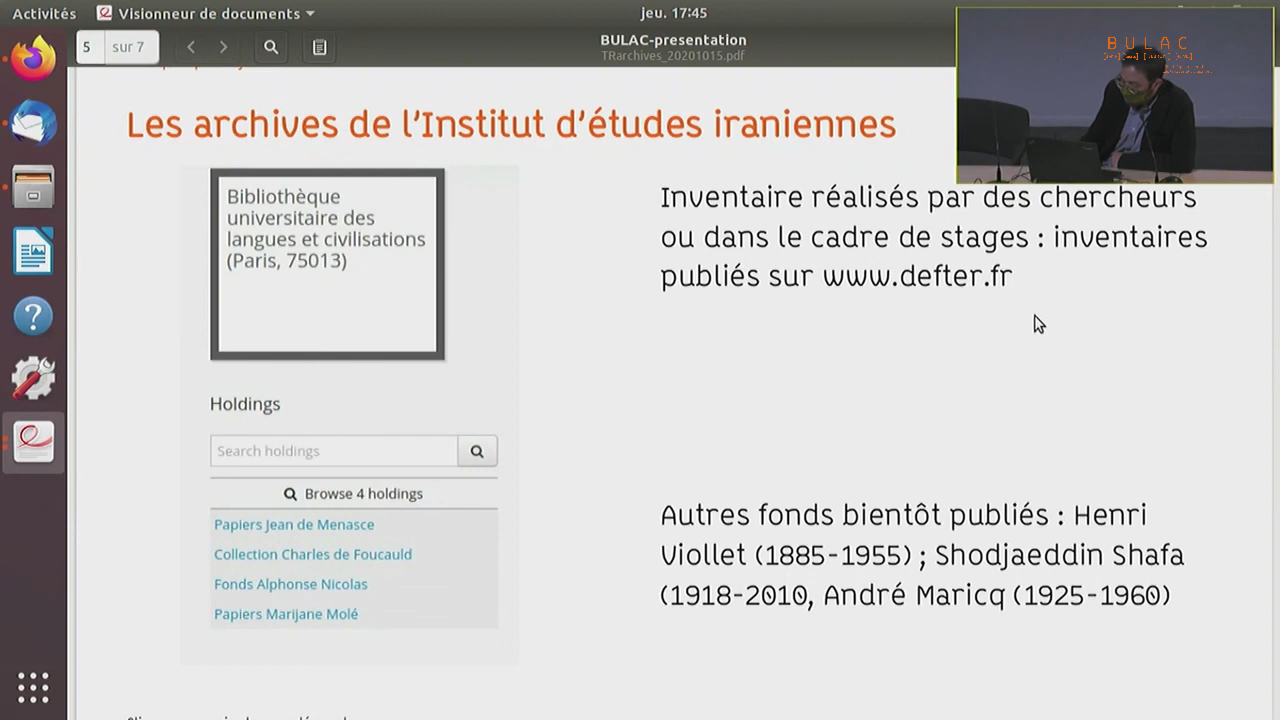 Activités
Visionneur de documents
jeu. 17:45
5 sur 7
BULAC-presentation
TRarchives_20201015.pdf
BULAC
Les archives de l'Institut d'études iraniennes
Bibliothèque
universitaire des
langues et civilisations
(Paris, 75013)
Holdings
Search holdings
Browse 4 holdings
Papiers Jean de Menasce
Collection Charles de Foucauld
Fonds Alphonse Nicolas
Papiers Marijane Molé
Inventaire réalisés par des chercheurs
ou dans le cadre de stages : inventaires
publiés sur www.defter.fr
Autres fonds bientôt publiés : Henri
Viollet (1885-1955) ; Shodjaeddin Shafa
(1918-2010, André Maricq (1925-1960)